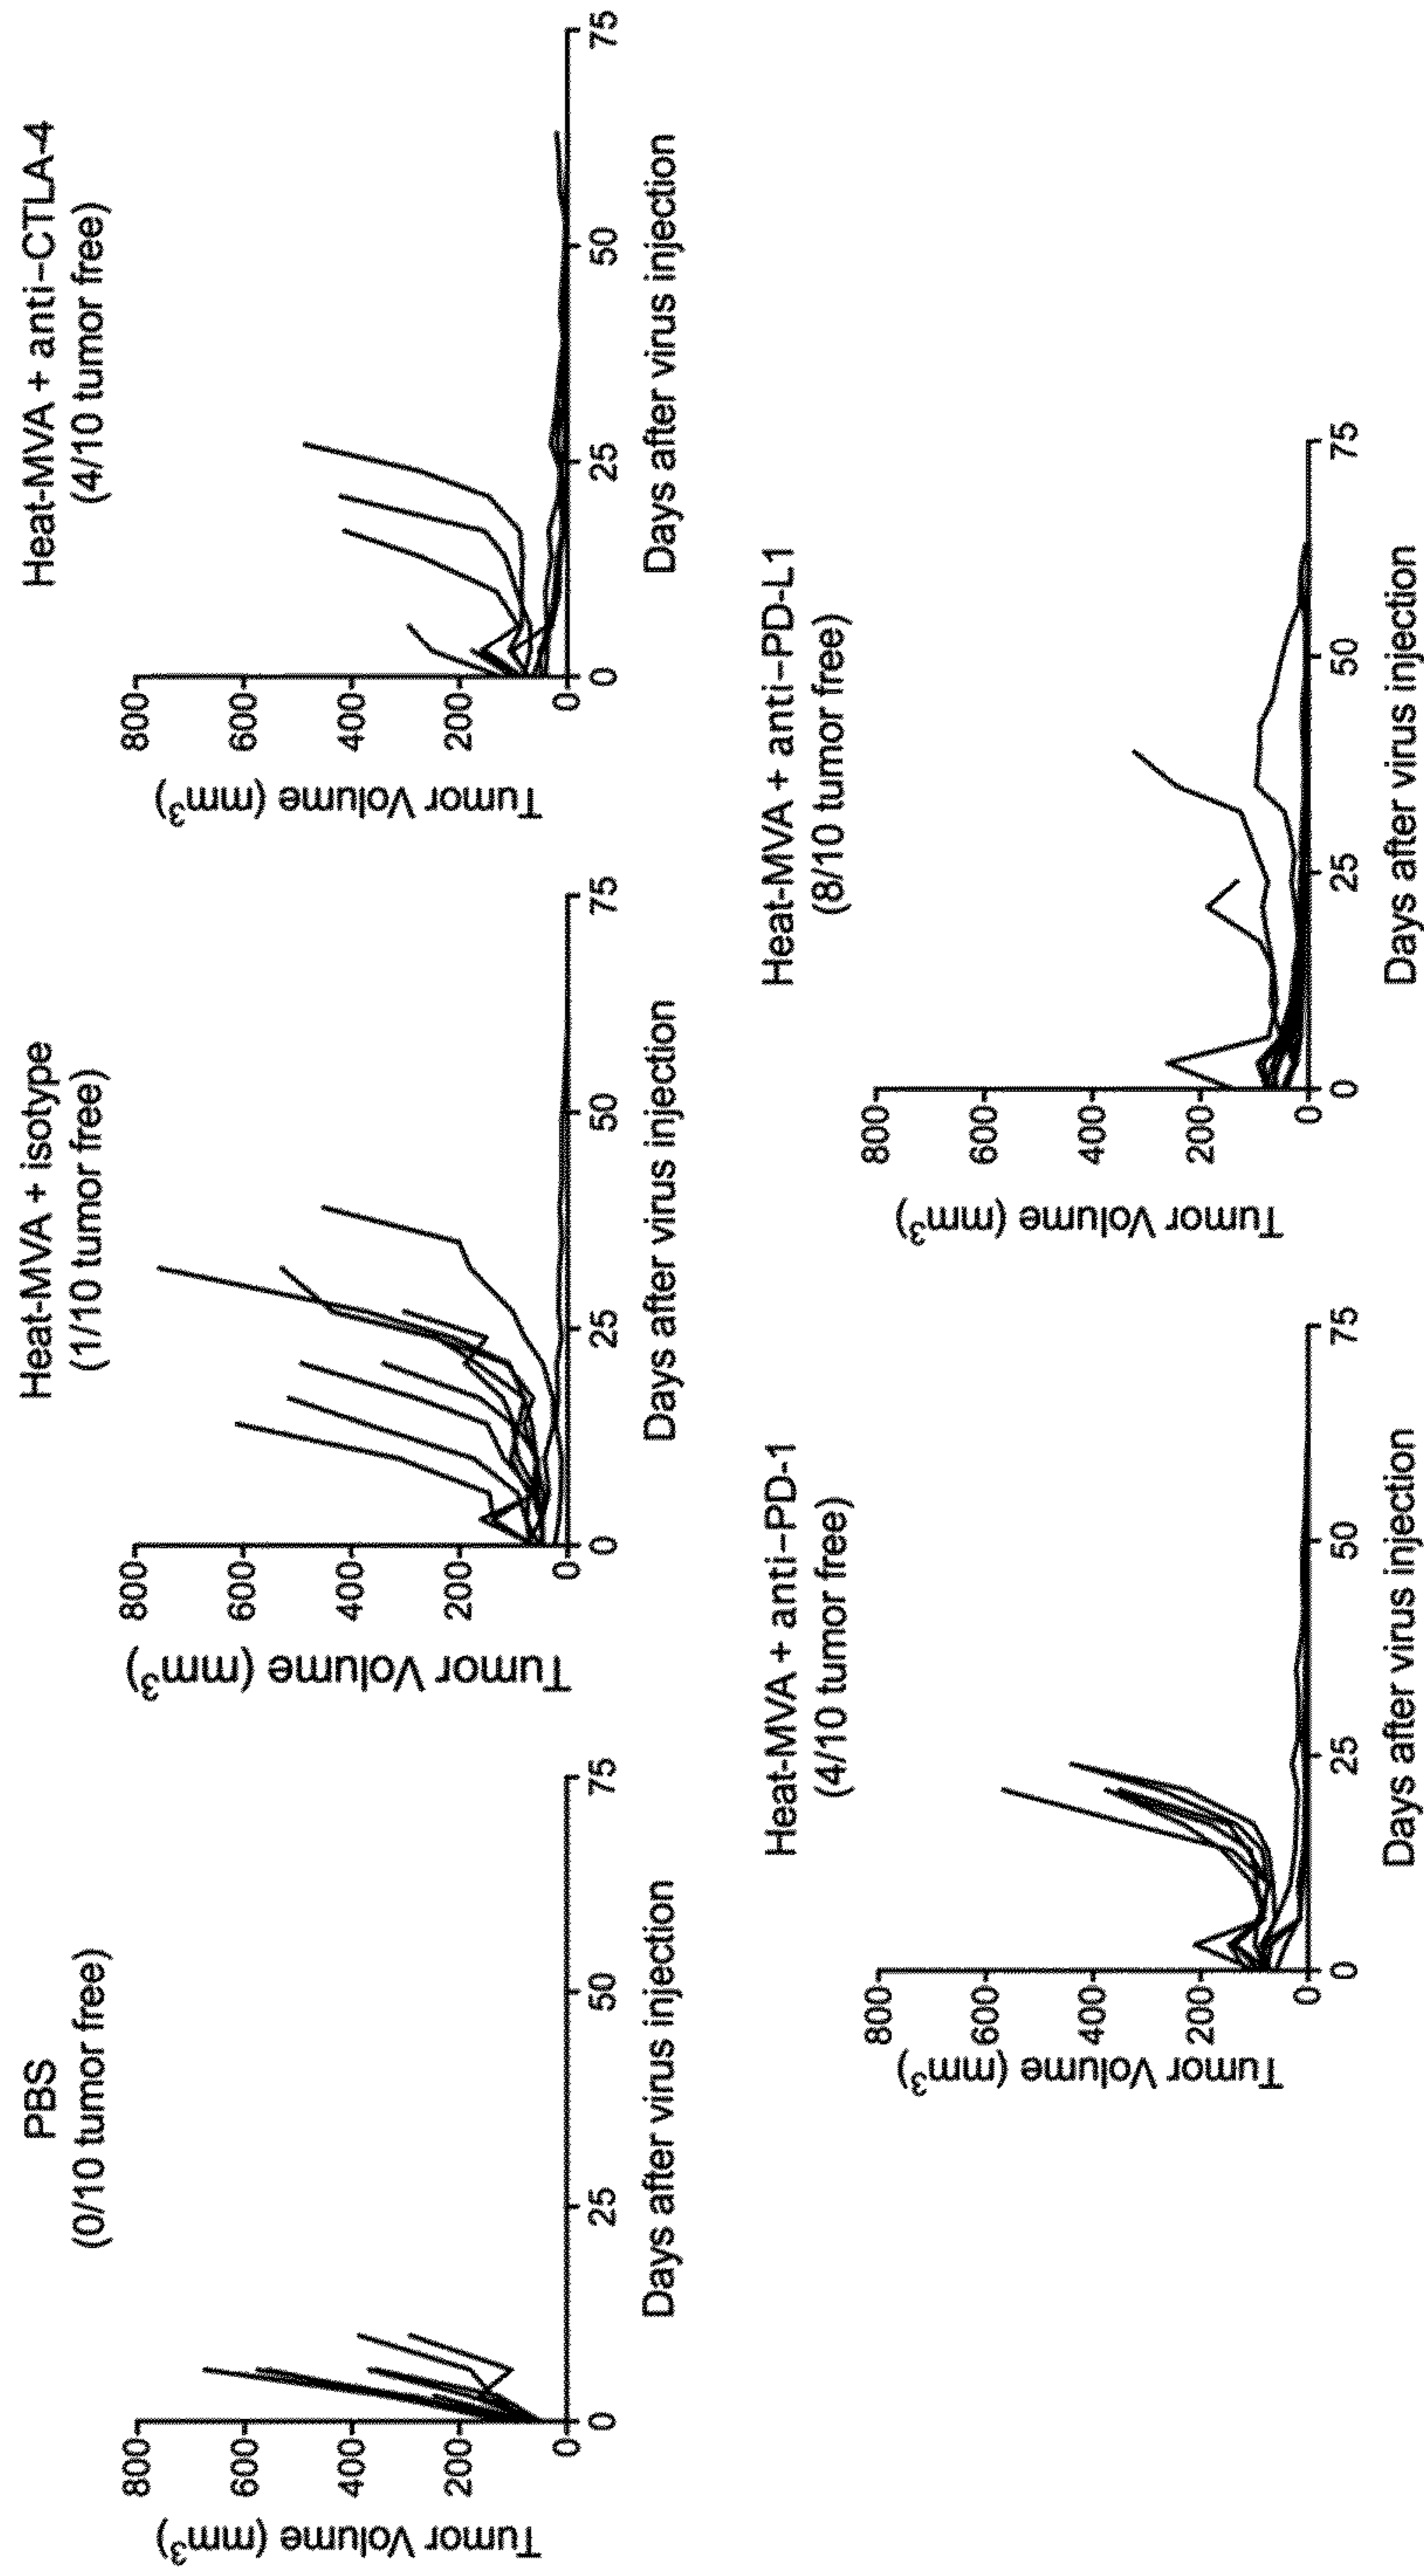 PBS
(0/10 tumor free)
Tumor Volume (mm3)
800
600
400
200
0
0
25
50
75
Days after virus injection
Heat-MVA + isotype
(1/10 tumor free)
Tumor Volume (mm3)
800
600
400
200
0
0
25
50
75
Days after virus injection
Heat-MVA + anti-CTLA-4
(4/10 tumor free)
Tumor Volume (mm3)
800
600
400
200
0
0
25
50
75
Days after virus injection
Heat-MVA + anti-PD-1
(4/10 tumor free)
Tumor Volume (mm3)
800
600
400
200
0
0
25
50
75
Days after virus injection
Heat-MVA + anti-PD-L1
(8/10 tumor free)
Tumor Volume (mm3)
800
600
400
200
0
0
25
50
75
Days after virus injection